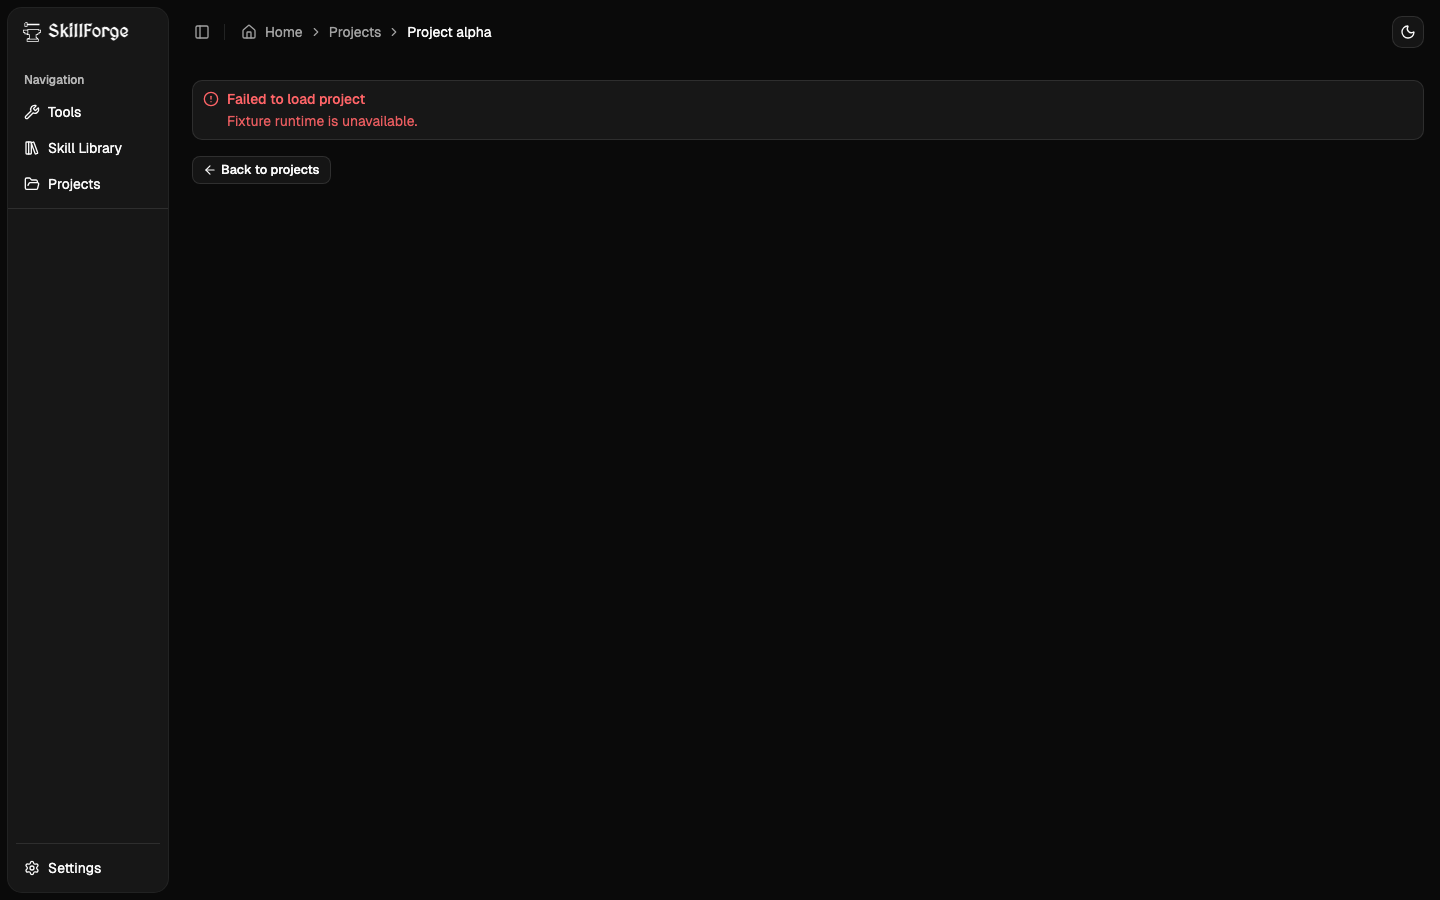 SkillForge
Navigation
Tools
Skill Library
Projects
Settings
Home
Projects
Project alpha
Failed to load project
Fixture runtime is unavailable.
Back to projects